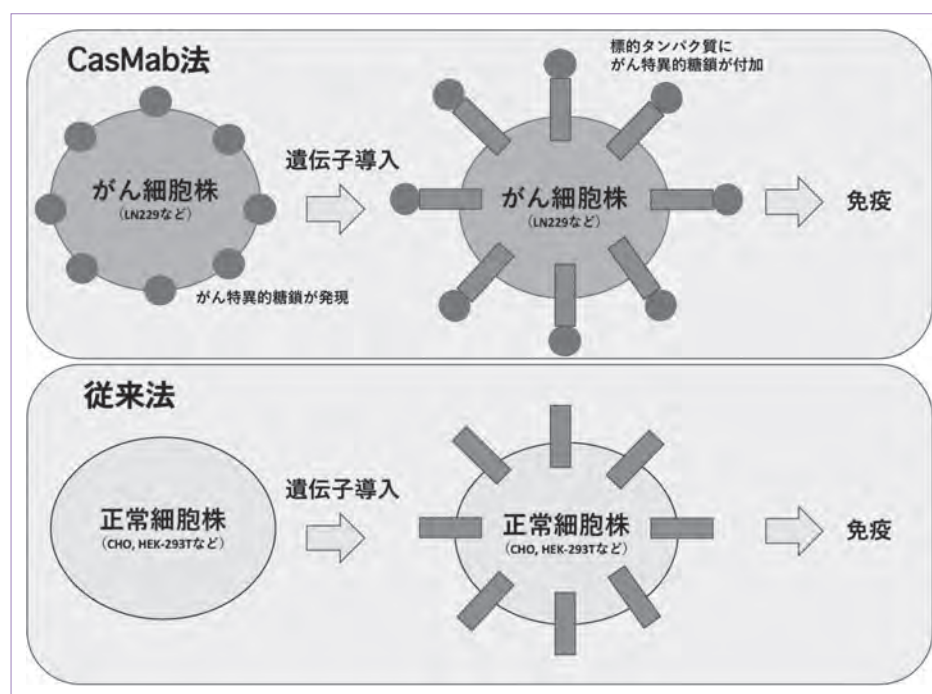 CasMab法
標的タンパク質に
がん特異的糖鎖が付加
遺伝子導入
がん細胞株
(LN229など)
がん細胞株
(LN229など)
免疫
がん特異的糖鎖が発現
従来法
遺伝子導入
正常細胞株
(CHO, HEK-293Tなど)
正常細胞株
(CHO, HEK-293Tなど)
免疫